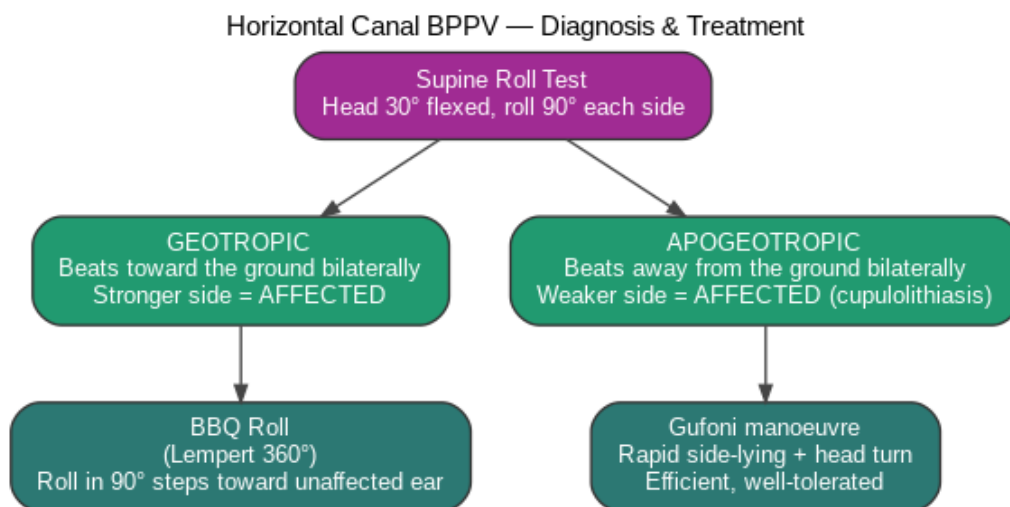 Horizontal Canal BPPV — Diagnosis & Treatment
Supine Roll Test
Head 30° flexed, roll 90° each side
GEOTROPIC
Beats toward the ground bilaterally
Stronger side = AFFECTED
APOGEOTROPIC
Beats away from the ground bilaterally
Weaker side = AFFECTED (cupulolithiasis)
BBQ Roll
(Lempert 360°)
Roll in 90° steps toward unaffected ear
Gufoni manoeuvre
Rapid side-lying + head turn
Efficient, well-tolerated